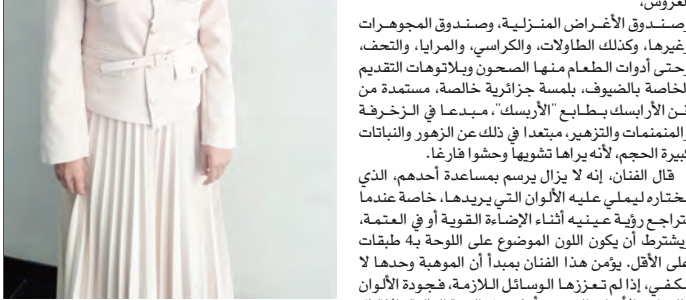 العروس،
وصندوق الأغراض المنزلية، وصندوق المجوهرات
وغيرها، وكذلك الطاولات، والكراسي، والمرايا، والتحف،
وحتى أدوات الطعام منها الصحون وبلاتوهات التقديم
الخاصة بالضيوف، بلمسة جزائرية خالصة، مستمدة من
فن الأرابسك بطابع "الأربسك"، مبدعا في الزخرفة
والمنمنمات والتزهير، مبتعدا في ذلك عن الزهور والنباتات
كبيرة الحجم، لأنه يراها تشويها وحشوا فارغا.
قال الفنان، إنه لا يزال يرسم بمساعدة أحدهم، الذي
يختاره ليملي عليه الألوان التي يريدها، خاصة عندما
تتراجع رؤية عينيه أثناء الإضاءة القوية أو في العتمة،
ويشترط أن يكون اللون الموضوع على اللوحة بـ4 طبقات
على الأقل. يؤمن هذا الفنان بمبدأ أن الموهبة وحدها لا
تكفي، إذا لم تعززها الوسائل اللازمة، فجودة الألوان